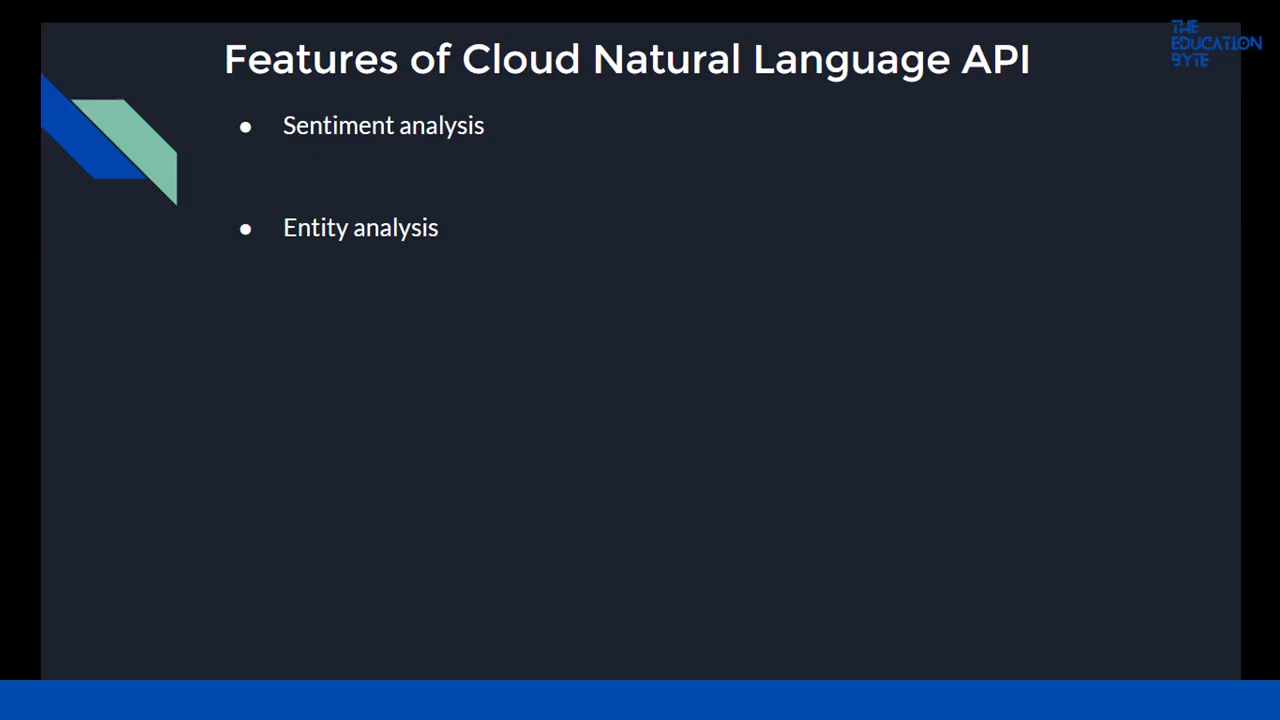 Features of Cloud Natural Language API
THE
EDUCATION
BYTE
● Sentiment analysis
● Entity analysis